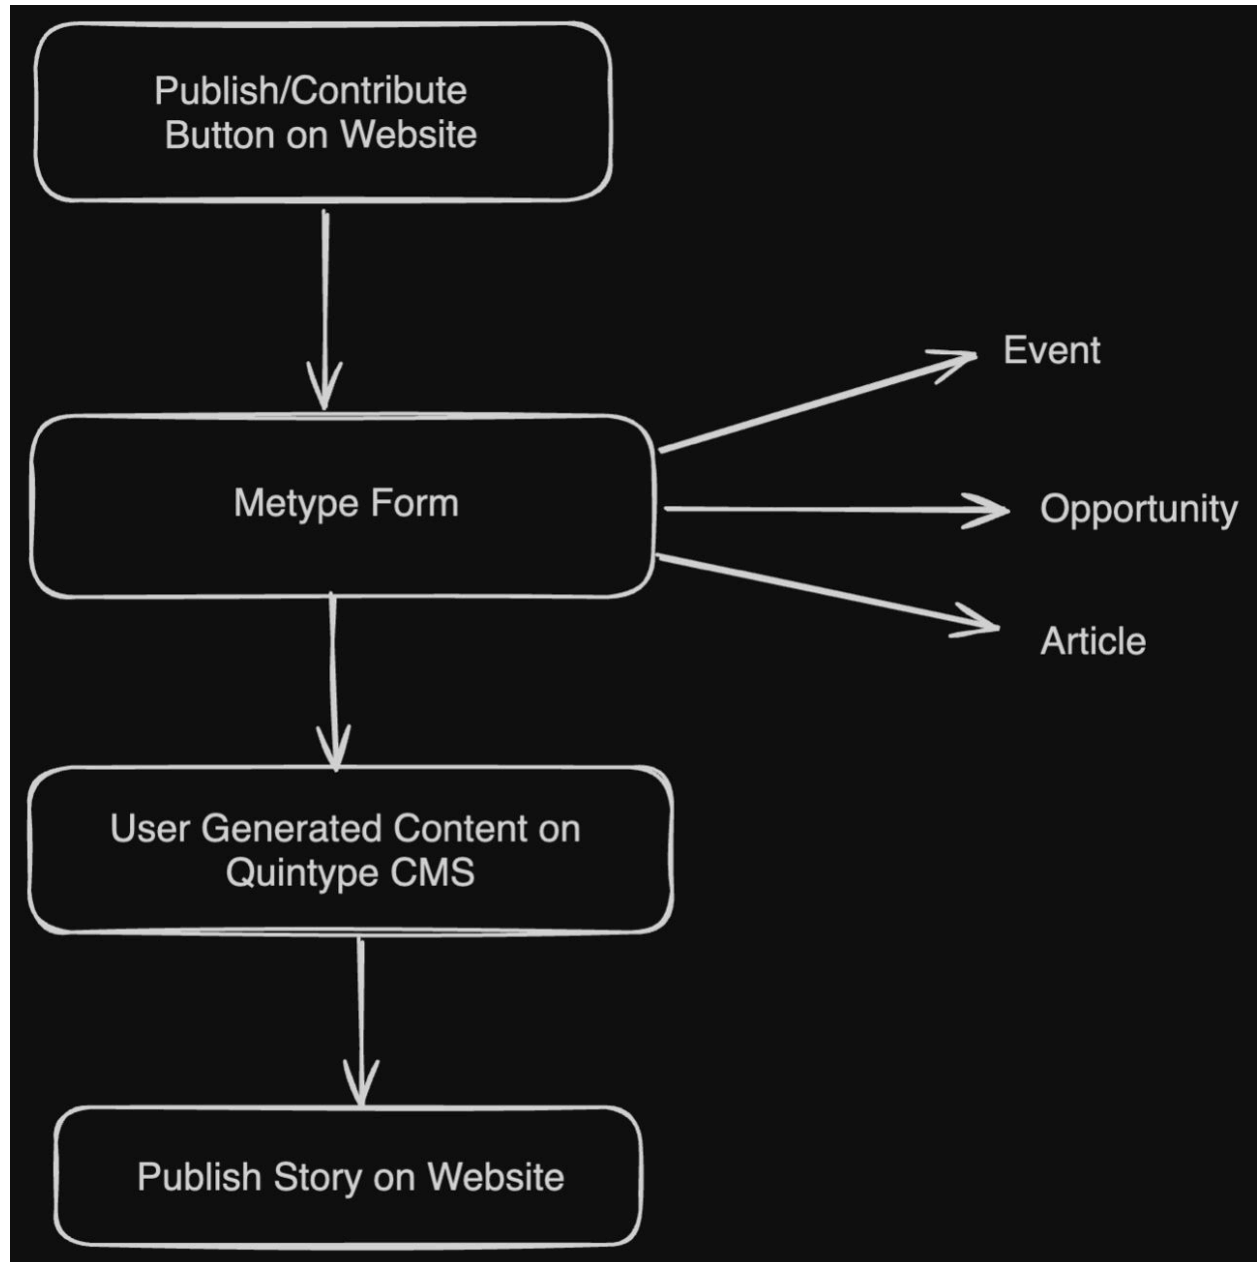 Publish/Contribute
Button on Website
Event
Metype Form
Opportunity
Article
User Generated Content on
Quintype CMS
Publish Story on Website